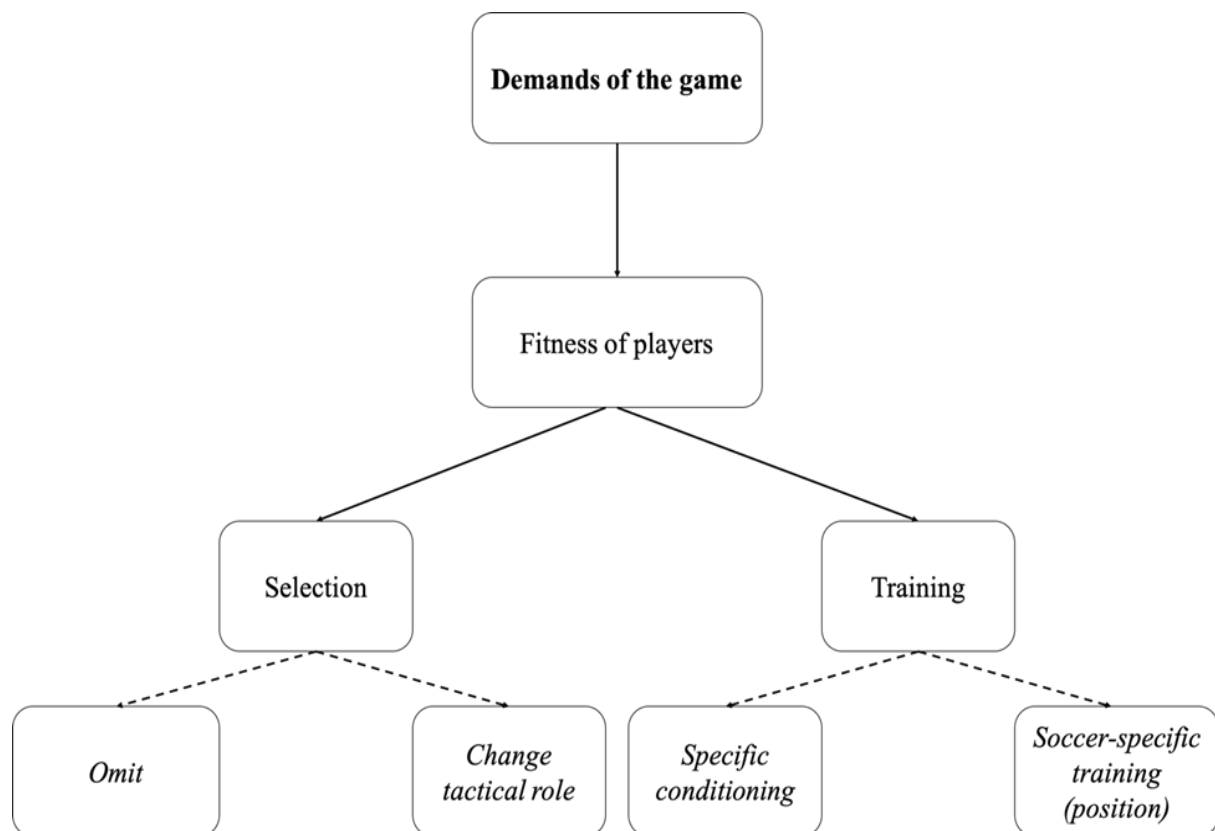 Demands of the game
Fitness of players
Selection
Training
Omit
Change
tactical role
Specific
conditioning
Soccer-specific
training
(position)